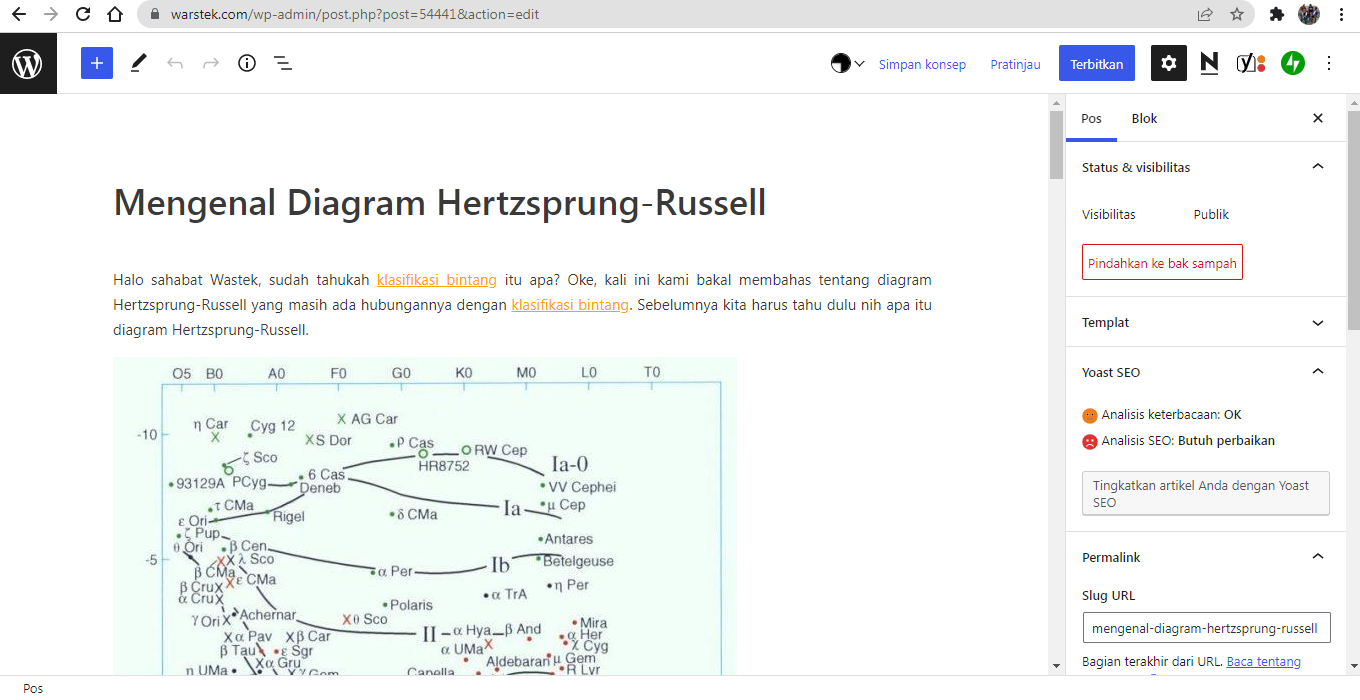 warstek.com/wp-admin/post.php?post=54441&action=edit
Simpan konsep
Pratinjau
Terbitkan
Mengenal Diagram Hertzsprung-Russell
Halo sahabat Wastek, sudah tahukah klasifikasi bintang itu apa? Oke, kali ini kami bakal membahas tentang diagram
Hertzsprung-Russell yang masih ada hubungannya dengan klasifikasi bintang. Sebelumnya kita harus tahu dulu nih apa itu
diagram Hertzsprung-Russell.
O5 B0 A0 F0 G0 K0 M0 L0 T0
η Car Cyg 12 X AG Car
-10 X X S Dor ρ Cas RW Cep
ζ Sco HR8752 Ia-0
93129A PCyg 6 Cas
Deneb VV Cephei
τ CMa Rigel δ CMa Ia μ Cep
ε Ori
ζ Pup
θ Ori β Cen Antares
-5 X X λ Sco Ib Betelgeuse
β CMa X ε CMa α Per
β Cru X α TrA η Per
α Cru X Polaris
γ Ori X Achernar X θ Sco Mira
X α Pav X β Car II α Hya β And α Her
β Tau ε Sgr α UMa X χ Cyg
X α Gru Aldebaran μ Gem
η UMa X γ Gem Capella R Lyr
Pos
Blok
Status & visibilitas
Visibilitas Publik
Pindahkan ke bak sampah
Templat
Yoast SEO
Analisis keterbacaan: OK
Analisis SEO: Butuh perbaikan
Tingkatkan artikel Anda dengan Yoast
SEO
Permalink
Slug URL
mengenal-diagram-hertzsprung-russell
Bagian terakhir dari URL. Baca tentang
Pos